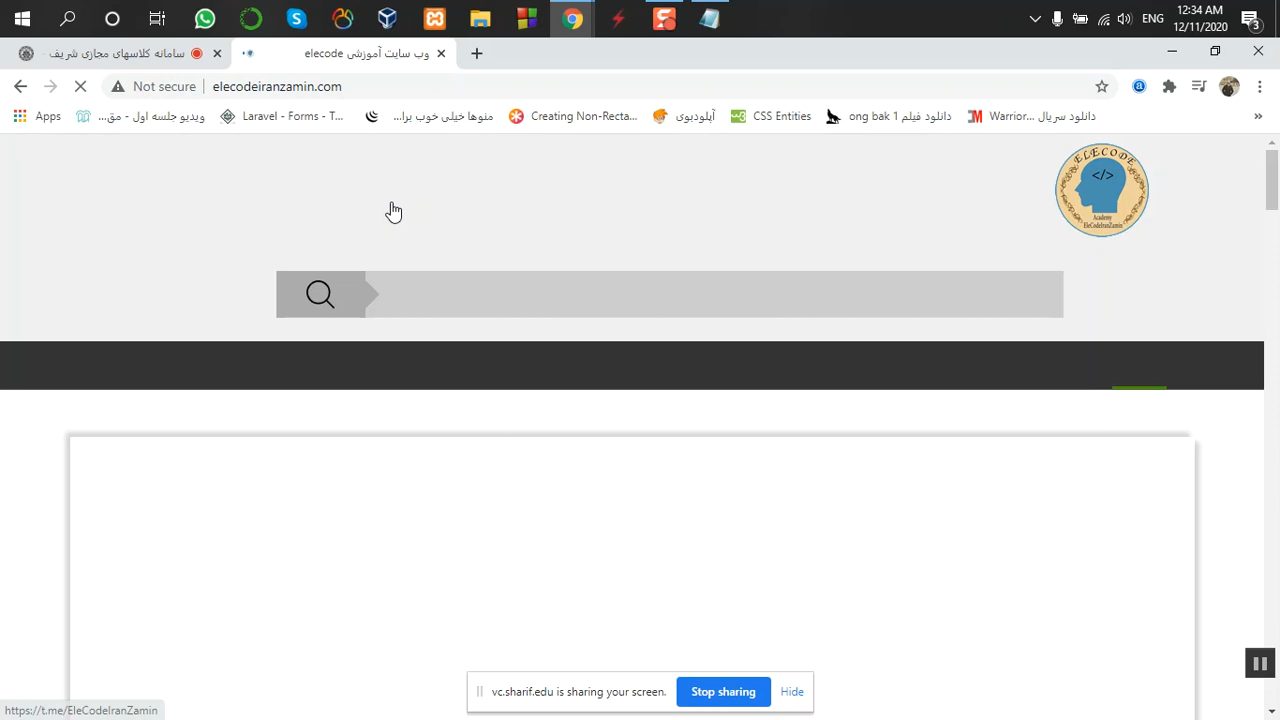 12:34 AM
ENG
12/11/2020
3
سامانه کلاسهای مجازی شریف
وب سایت آموزشی elecode
Not secure
elecodeiranzamin.com
Apps
ویدیو جلسه اول - مق...
Laravel - Forms - T...
منوها خیلی خوب برا...
Creating Non-Recta...
آپلودبوی
CSS Entities
دانلود فیلم ong bak 1
دانلود سریال Warrior...
ELECODE
</>
Academy
EleCodeIranZamin
vc.sharif.edu is sharing your screen.
Stop sharing
Hide
https://t.me/EleCodeIranZamin